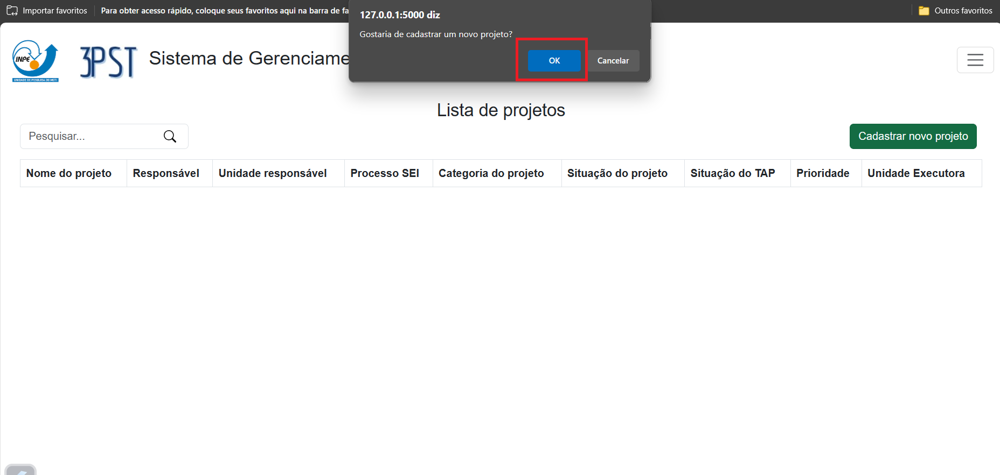 Importar favoritos
Para obter acesso rápido, coloque seus favoritos aqui na barra de fa
Outros favoritos
127.0.0.1:5000 diz
Gostaria de cadastrar um novo projeto?
OK
Cancelar
INPE
UNIDADE DE PESQUISA DO MCTI
3PST
Sistema de Gerenciame
Lista de projetos
Pesquisar...
Cadastrar novo projeto
Nome do projeto
Responsável
Unidade responsável
Processo SEI
Categoria do projeto
Situação do projeto
Situação do TAP
Prioridade
Unidade Executora